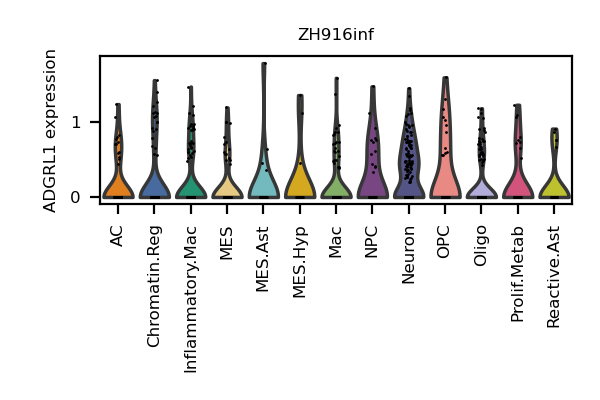 ZH916inf
ADGRL1 expression
1
0
AC
Chromatin.Reg
Inflammatory.Mac
MES
MES.Ast
MES.Hyp
Mac
NPC
Neuron
OPC
Oligo
Prolif.Metab
Reactive.Ast